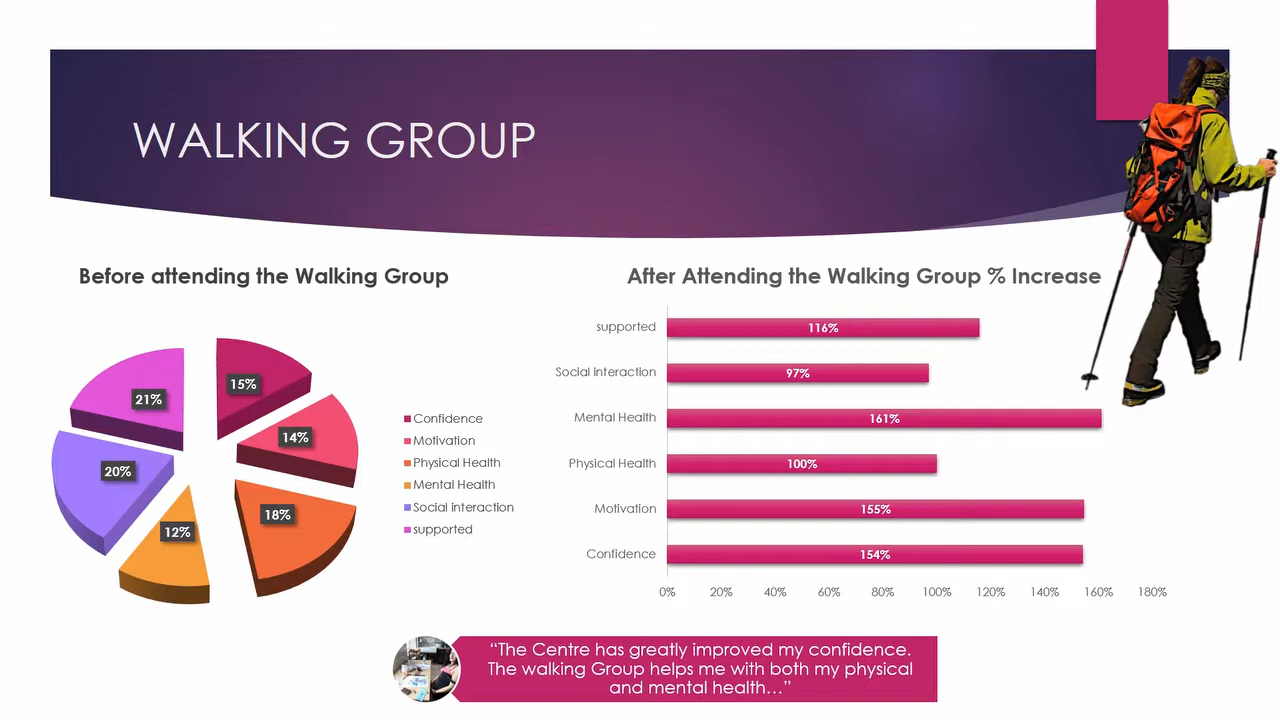 WALKING GROUP
Before attending the Walking Group
15%
14%
18%
12%
20%
21%
Confidence
Motivation
Physical Health
Mental Health
Social interaction
supported
After Attending the Walking Group % Increase
supported
116%
Social interaction
97%
Mental Health
161%
Physical Health
100%
Motivation
155%
Confidence
154%
0% 20% 40% 60% 80% 100% 120% 140% 160% 180%
“The Centre has greatly improved my confidence.
The walking Group helps me with both my physical
and mental health…”